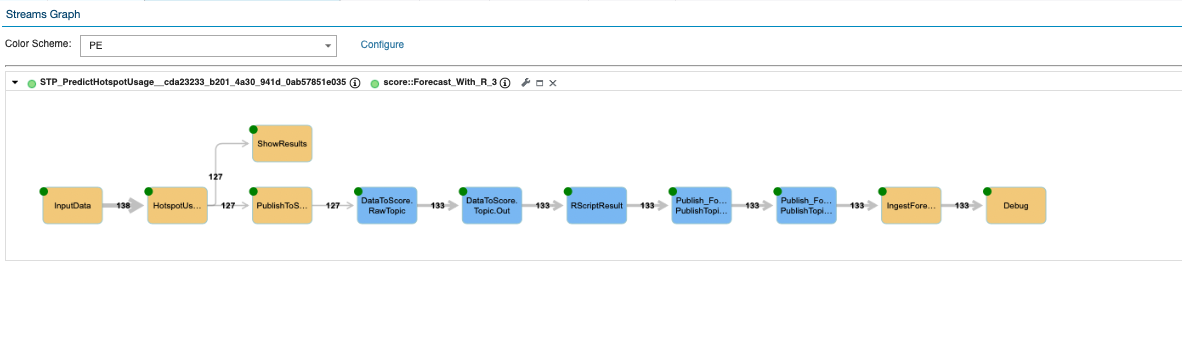 Streams Graph
Color Scheme:
PE
Configure
STP_PredictHotspotUsage__cda23233_b201_4a30_941d_0ab57851e035
score::Forecast_With_R_3
ShowResults
127
InputData
138
HotspotUs...
127
PublishToS...
127
DataToScore.
RawTopic
133
DataToScore.
Topic.Out
133
RScriptResult
133
Publish_Fo...
PublishTopi...
133
Publish_Fo...
PublishTopi...
133
IngestFore...
133
Debug